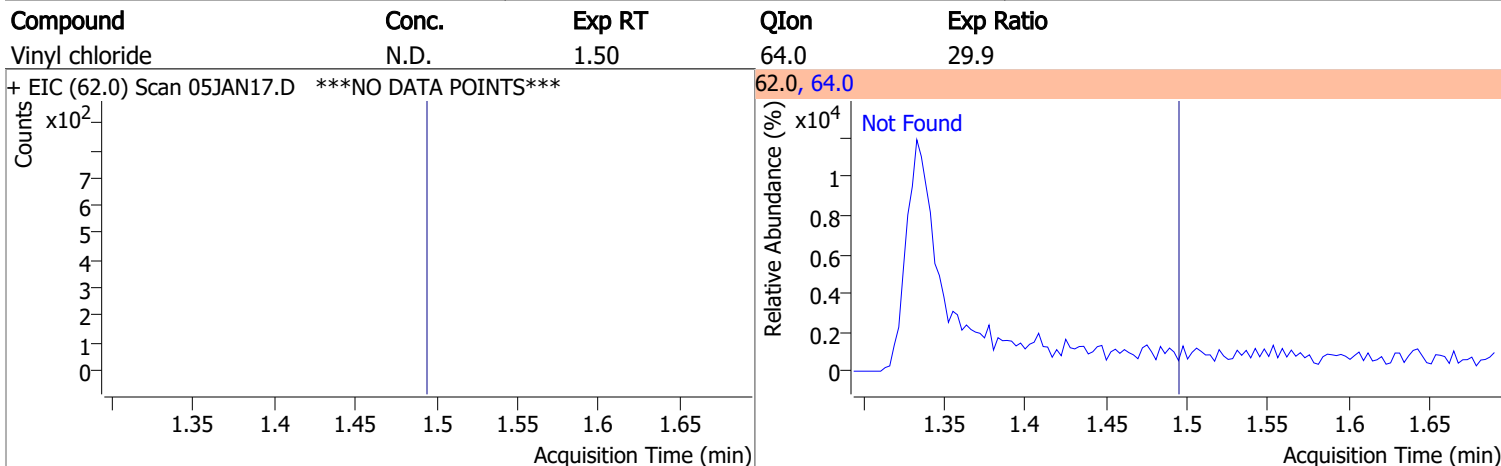 Compound Conc. Exp RT QIon Exp Ratio
Vinyl chloride N.D. 1.50 64.0 29.9
+ EIC (62.0) Scan 05JAN17.D ***NO DATA POINTS***
Counts
x10²
7
6
5
4
3
2
1
0
1.35 1.4 1.45 1.5 1.55 1.6 1.65
Acquisition Time (min)
62.0, 64.0
Relative Abundance (%)
x10⁴
Not Found
1
0.8
0.6
0.4
0.2
0
1.35 1.4 1.45 1.5 1.55 1.6 1.65
Acquisition Time (min)